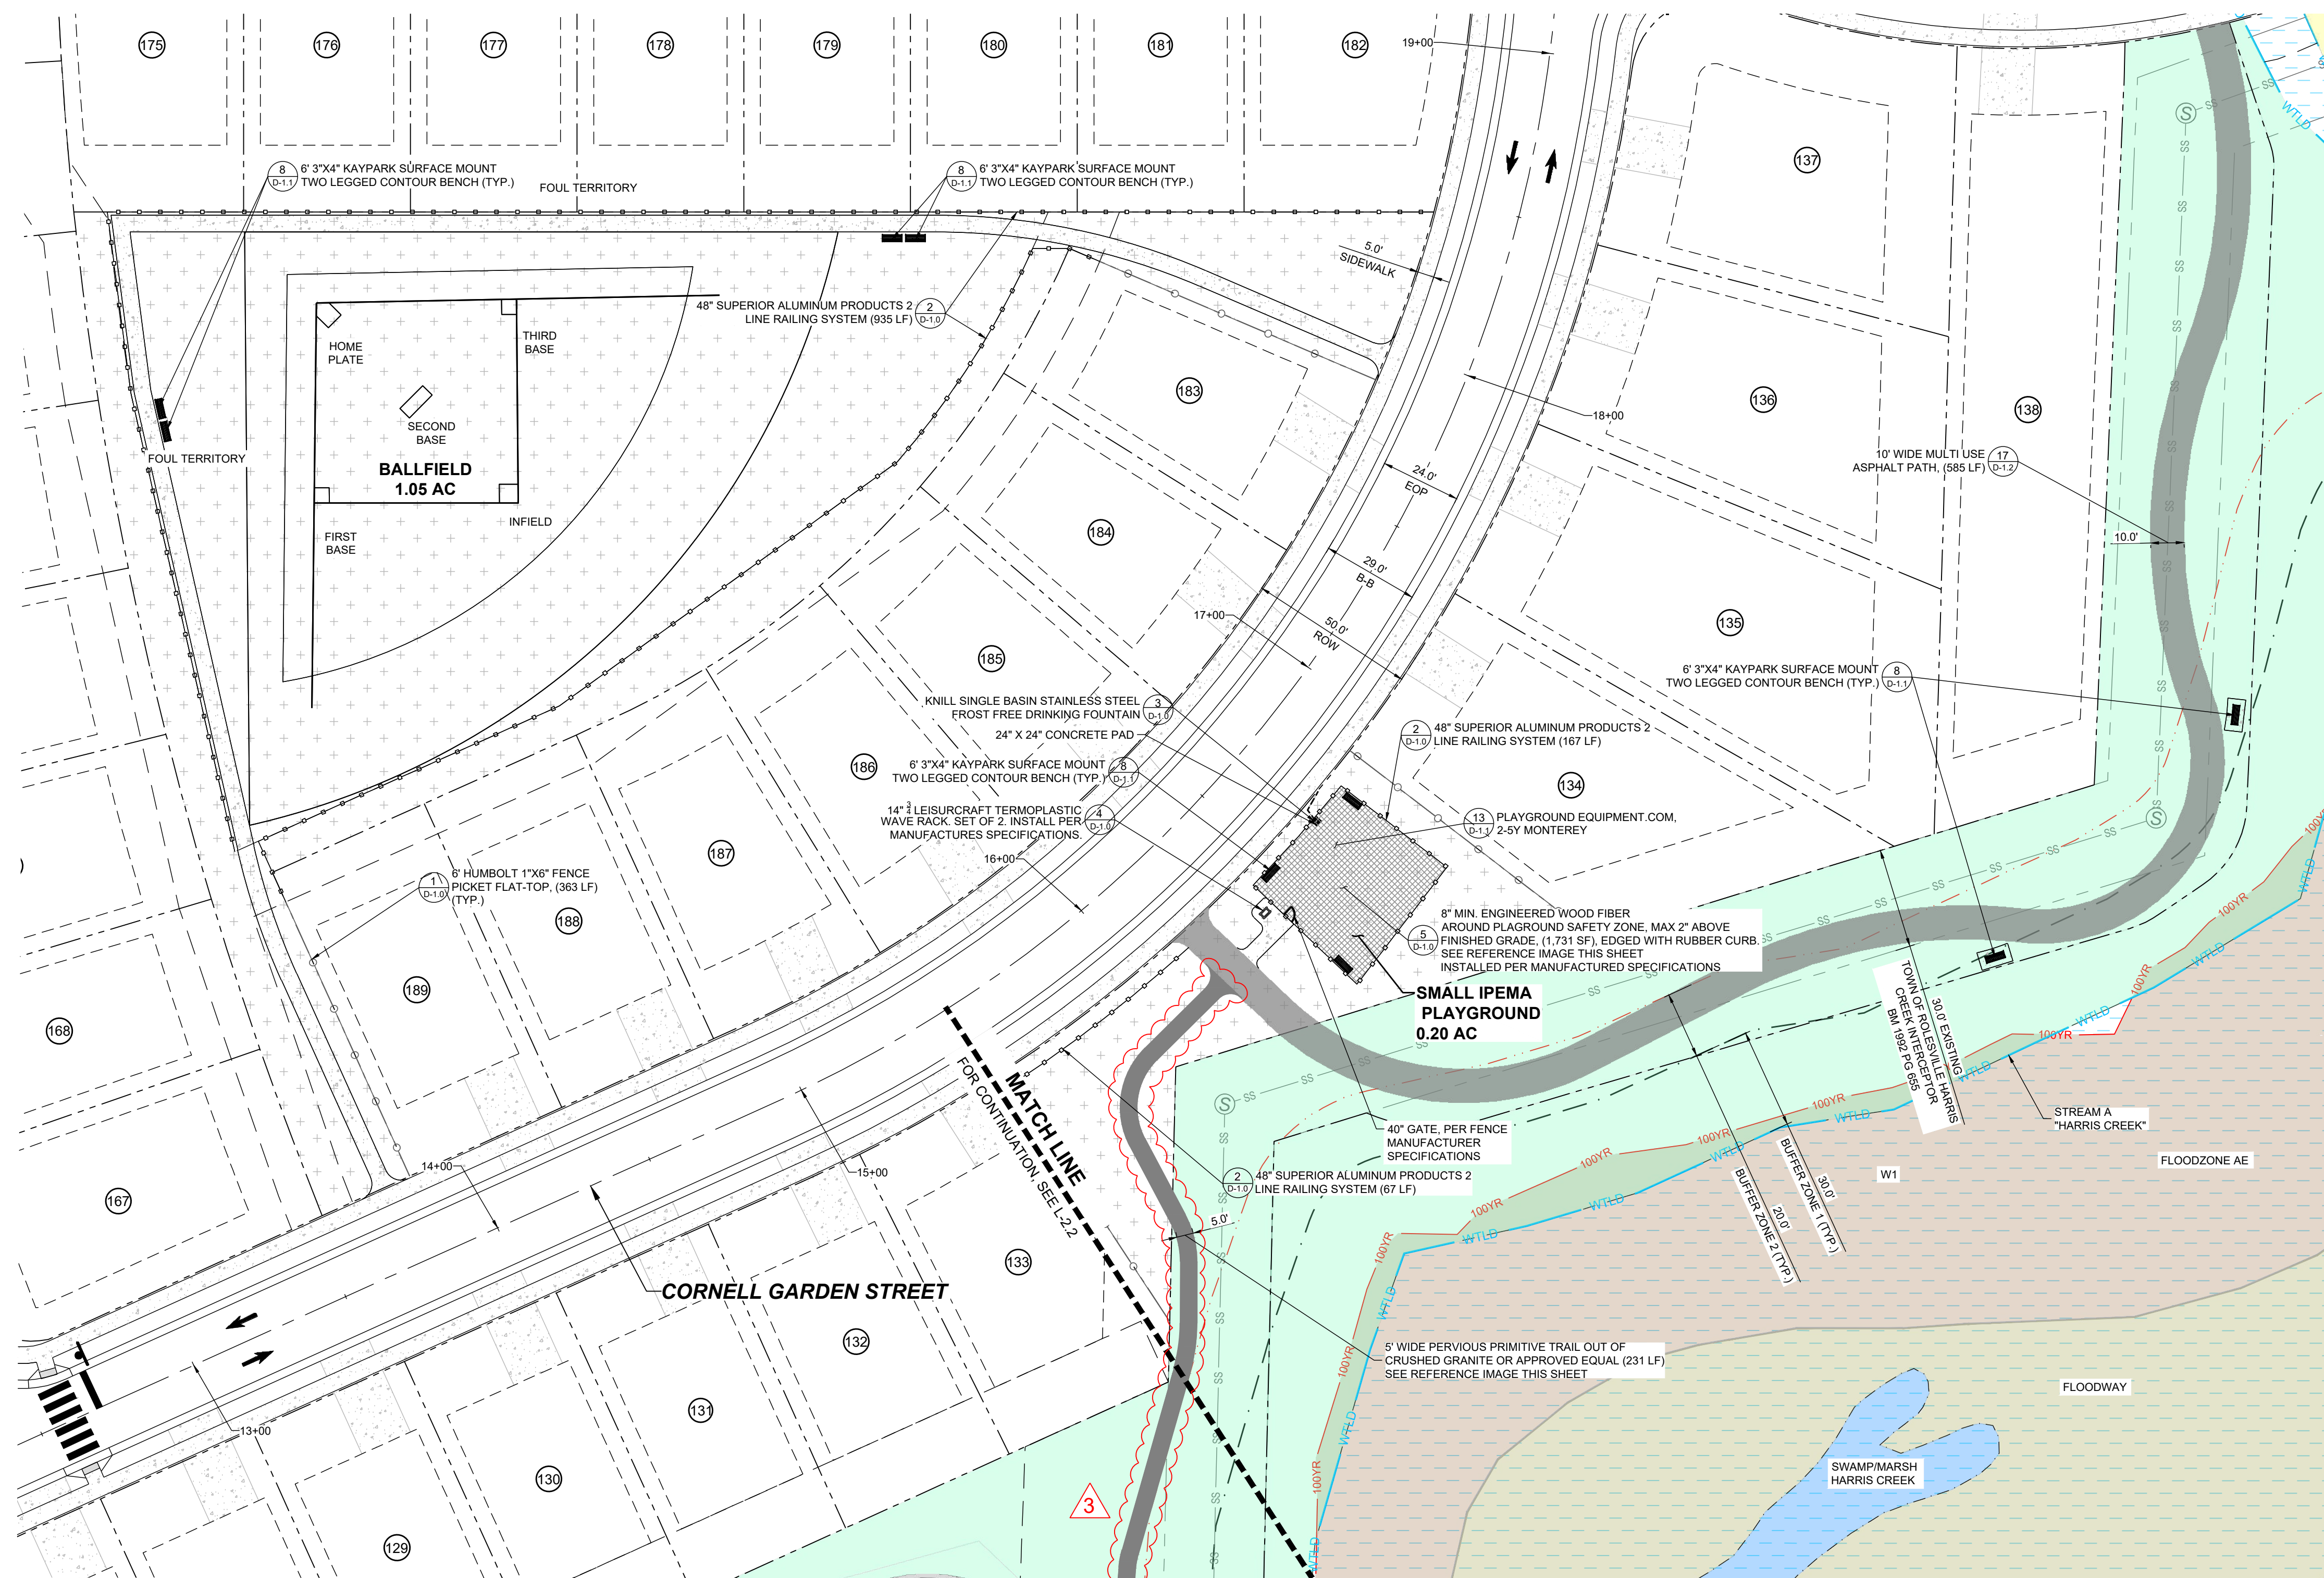 175
176
177
178
179
180
181
182
19+00
137
8
D-1.1
6' 3"X4" KAYPARK SURFACE MOUNT
TWO LEGGED CONTOUR BENCH (TYP.)
FOUL TERRITORY
8
D-1.1
6' 3"X4" KAYPARK SURFACE MOUNT
TWO LEGGED CONTOUR BENCH (TYP.)
5.0'
SIDEWALK
48" SUPERIOR ALUMINUM PRODUCTS 2
LINE RAILING SYSTEM (935 LF)
2
D-1.0
HOME
PLATE
THIRD
BASE
SECOND
BASE
FOUL TERRITORY
BALLFIELD
1.05 AC
INFIELD
FIRST
BASE
183
184
185
186
187
188
189
168
167
18+00
136
138
24.0'
EOP
10' WIDE MULTI USE
ASPHALT PATH, (585 LF)
17
D-1.2
10.0'
29.0'
B-B
17+00
50.0'
ROW
135
6' 3"X4" KAYPARK SURFACE MOUNT
TWO LEGGED CONTOUR BENCH (TYP.)
8
D-1.1
KNILL SINGLE BASIN STAINLESS STEEL
FROST FREE DRINKING FOUNTAIN
3
D-1.0
24" X 24" CONCRETE PAD
2
D-1.0
48" SUPERIOR ALUMINUM PRODUCTS 2
LINE RAILING SYSTEM (167 LF)
6' 3"X4" KAYPARK SURFACE MOUNT
TWO LEGGED CONTOUR BENCH (TYP.)
8
D-1.1
134
14" 3/4 LEISURCRAFT TERMOPLASTIC
WAVE RACK. SET OF 2. INSTALL PER
MANUFACTURES SPECIFICATIONS.
4
D-1.0
13
D-1.1
PLAYGROUND EQUIPMENT.COM,
2-5Y MONTEREY
16+00
1
D-1.0
6' HUMBOLT 1"X6" FENCE
PICKET FLAT-TOP, (363 LF)
(TYP.)
5
D-1.0
8" MIN. ENGINEERED WOOD FIBER
AROUND PLAGROUND SAFETY ZONE, MAX 2" ABOVE
FINISHED GRADE, (1,731 SF), EDGED WITH RUBBER CURB.
SEE REFERENCE IMAGE THIS SHEET
INSTALLED PER MANUFACTURED SPECIFICATIONS
SMALL IPEMA
PLAYGROUND
0.20 AC
30.0' EXISTING
TOWN OF ROLESVILLE HARRIS
CREEK INTERCEPTOR
BM 1992 PG 655
MATCH LINE
FOR CONTINUATION, SEE L-2.2
40" GATE, PER FENCE
MANUFACTURER
SPECIFICATIONS
STREAM A
"HARRIS CREEK"
FLOODZONE AE
W1
30.0'
BUFFER ZONE 1 (TYP.)
20.0'
BUFFER ZONE 2 (TYP.)
2
D-1.0
48" SUPERIOR ALUMINUM PRODUCTS 2
LINE RAILING SYSTEM (67 LF)
5.0'
14+00
15+00
133
CORNELL GARDEN STREET
132
131
130
129
13+00
5' WIDE PERVIOUS PRIMITIVE TRAIL OUT OF
CRUSHED GRANITE OR APPROVED EQUAL (231 LF)
SEE REFERENCE IMAGE THIS SHEET
FLOODWAY
SWAMP/MARSH
HARRIS CREEK
3
S
S
S
SS
SS
SS
SS
WTLD
WTLD
WTLD
WTLD
100YR
100YR
100YR
100YR